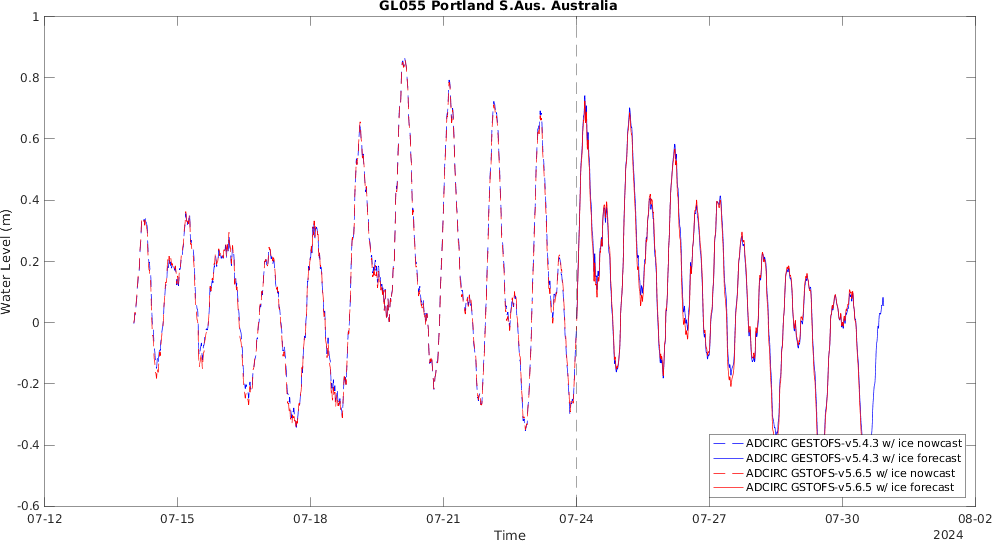 GL055 Portland S.Aus. Australia
1
0.8
0.6
0.4
0.2
0
-0.2
-0.4
-0.6
Water Level (m)
ADCIRC GESTOFS-v5.4.3 w/ ice nowcast
ADCIRC GESTOFS-v5.4.3 w/ ice forecast
ADCIRC GSTOFS-v5.6.5 w/ ice nowcast
ADCIRC GSTOFS-v5.6.5 w/ ice forecast
07-12 07-15 07-18 07-21 07-24 07-27 07-30 08-02
Time
2024